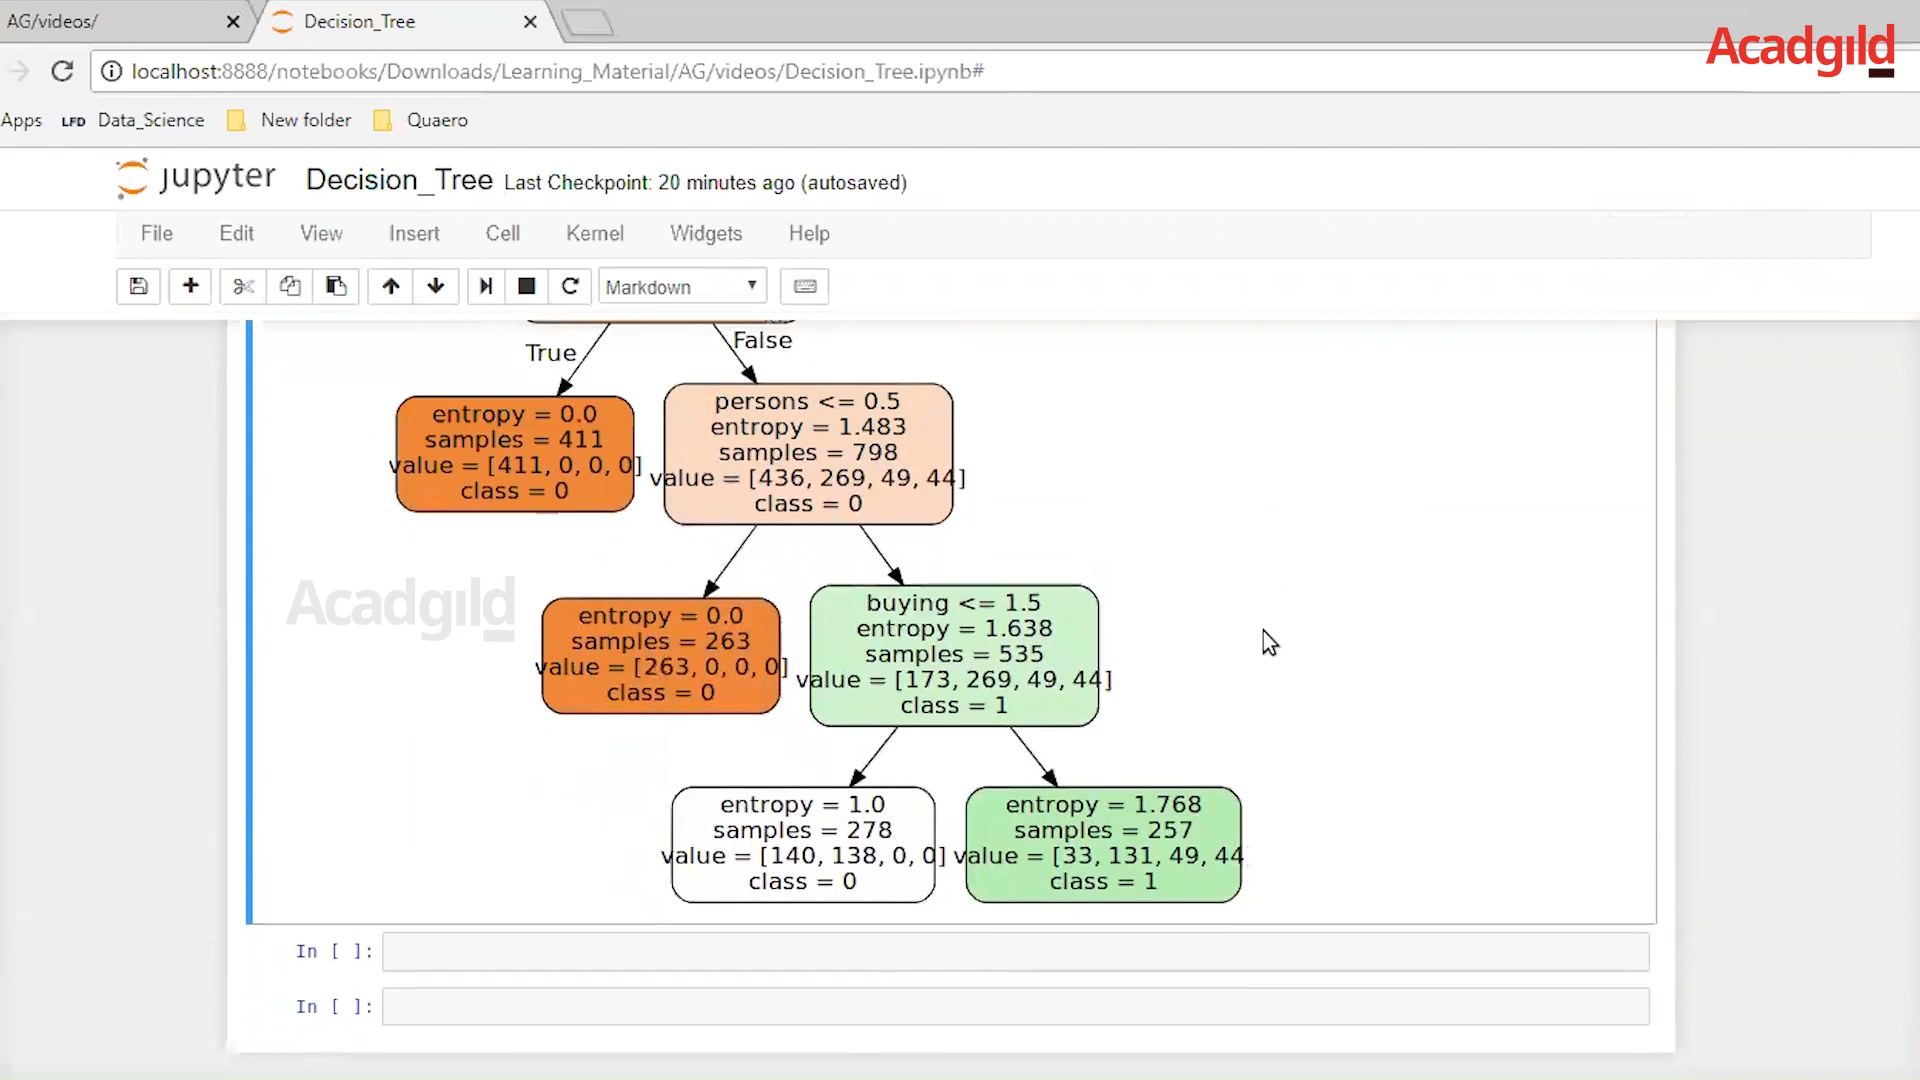 AG/videos/
Decision_Tree
Acadgıld
localhost:8888/notebooks/Downloads/Learning_Material/AG/videos/Decision_Tree.ipynb#
Apps
LFD Data_Science
New folder
Quaero
jupyter
Decision_Tree Last Checkpoint: 20 minutes ago (autosaved)
File Edit View Insert Cell Kernel Widgets Help
Markdown
True
False
entropy = 0.0
samples = 411
value = [411, 0, 0, 0]
class = 0
persons <= 0.5
entropy = 1.483
samples = 798
value = [436, 269, 49, 44]
class = 0
Acadgıld
entropy = 0.0
samples = 263
value = [263, 0, 0, 0]
class = 0
buying <= 1.5
entropy = 1.638
samples = 535
value = [173, 269, 49, 44]
class = 1
entropy = 1.0
samples = 278
value = [140, 138, 0, 0]
class = 0
entropy = 1.768
samples = 257
value = [33, 131, 49, 44
class = 1
In [ ]:
In [ ]: